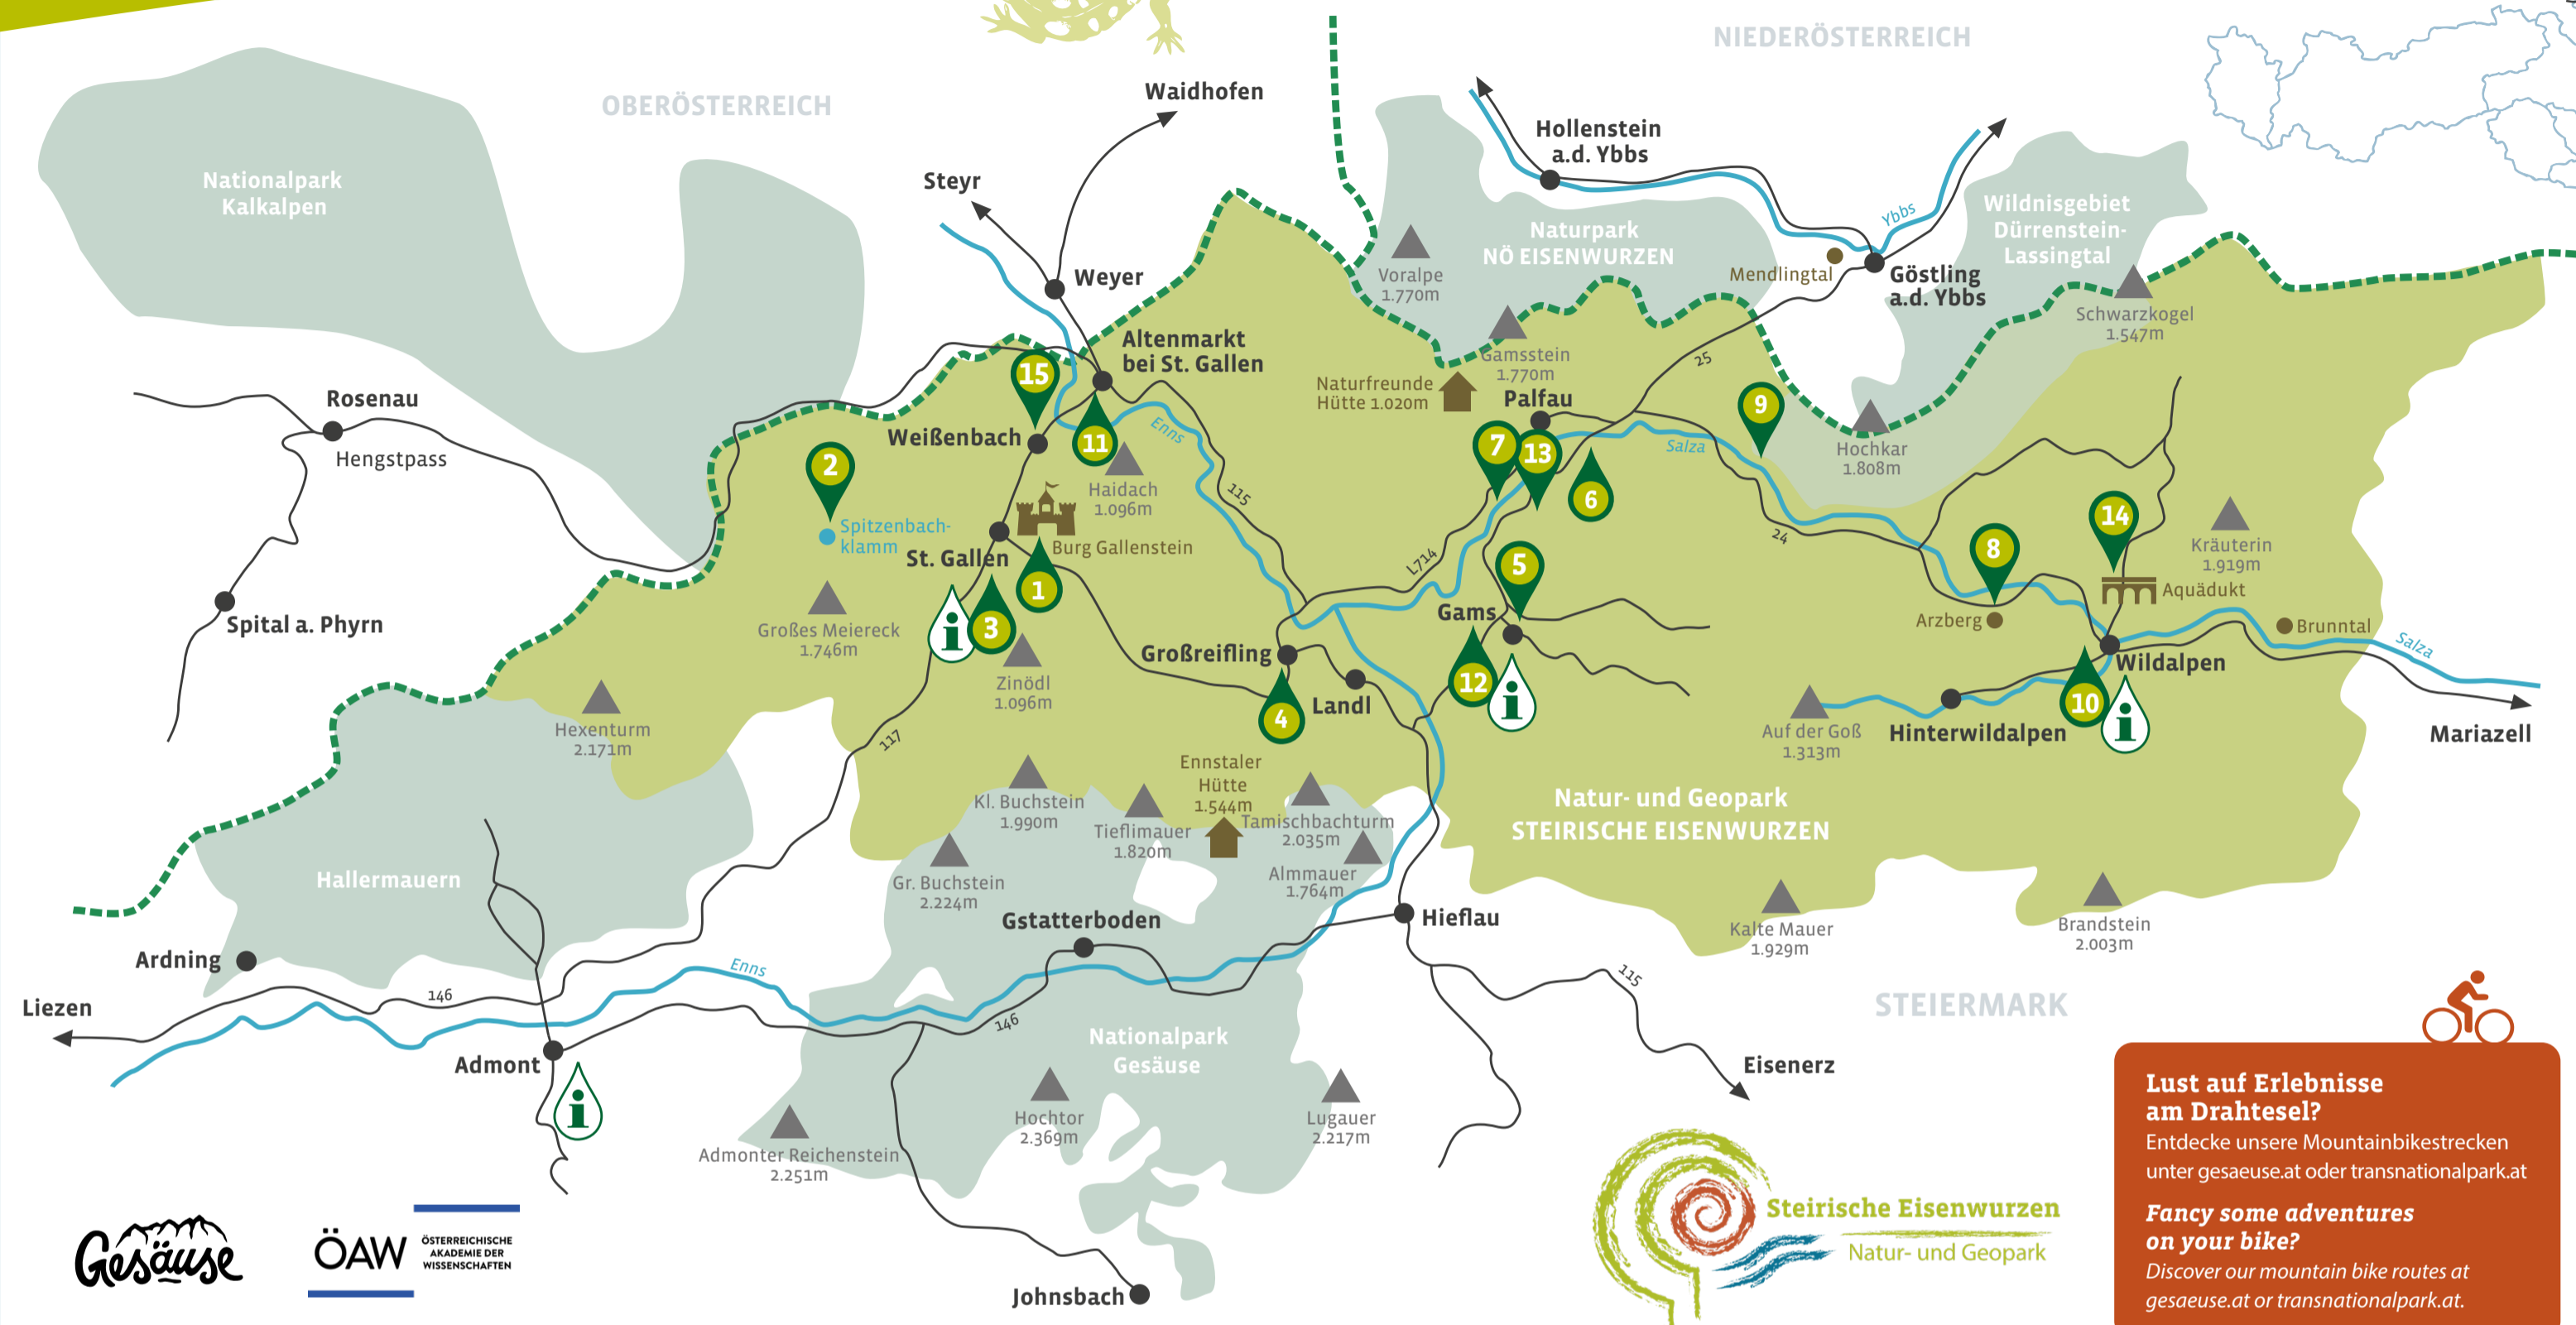 NIEDERÖSTERREICH
OBERÖSTERREICH
Waidhofen
Hollenstein
a.d. Ybbs
Steyr
Nationalpark
Kalkalpen
Ybbs
Wildnisgebiet
Dürrenstein-
Lassingtal
Naturpark
NÖ EISENWURZEN
Voralpe
1.770m
Mendlingtal
Göstling
a.d. Ybbs
Weyer
Schwarzkogel
1.547m
Altenmarkt
bei St. Gallen
Gamsstein
1.770m
25
Naturfreunde
Hütte 1.020m
Palfau
15
Rosenau
Hengstpass
9
Weißenbach
11
Enns
7
13
Salza
Hochkar
1.808m
2
Haidach
1.096m
115
6
Spitzenbach-
klamm
Burg Gallenstein
St. Gallen
24
14
Kräuterin
1.919m
8
L714
5
1
Aquädukt
Spital a. Phyrn
Großes Meiereck
1.746m
i
3
Gams
Arzberg
Brunntal
Salza
Großreifling
Wildalpen
Zinödl
1.096m
12
i
4
Landl
10
i
Hexenturm
2.171m
117
Auf der Goß
1.313m
Hinterwildalpen
Mariazell
Ennstaler
Hütte
1.544m
Kl. Buchstein
1.990m
Tieflimauer
1.820m
Tamischbachturm
2.035m
Natur- und Geopark
STEIRISCHE EISENWURZEN
Hallermauern
Gr. Buchstein
2.224m
Almmauer
1.764m
Gstatterboden
Hieflau
Kalte Mauer
1.929m
Brandstein
2.003m
Ardning
Enns
115
Liezen
146
146
STEIERMARK
Nationalpark
Gesäuse
Admont
i
Eisenerz
Hochtor
2.369m
Lugauer
2.217m
Admonter Reichenstein
2.251m
Johnsbach
Gesäuse
ÖAW
ÖSTERREICHISCHE
AKADEMIE DER
WISSENSCHAFTEN
Steirische Eisenwurzen
Natur- und Geopark
Lust auf Erlebnisse
am Drahtesel?
Entdecke unsere Mountainbikestrecken
unter gesaeuse.at oder transnationalpark.at
Fancy some adventures
on your bike?
Discover our mountain bike routes at
gesaeuse.at or transnationalpark.at.